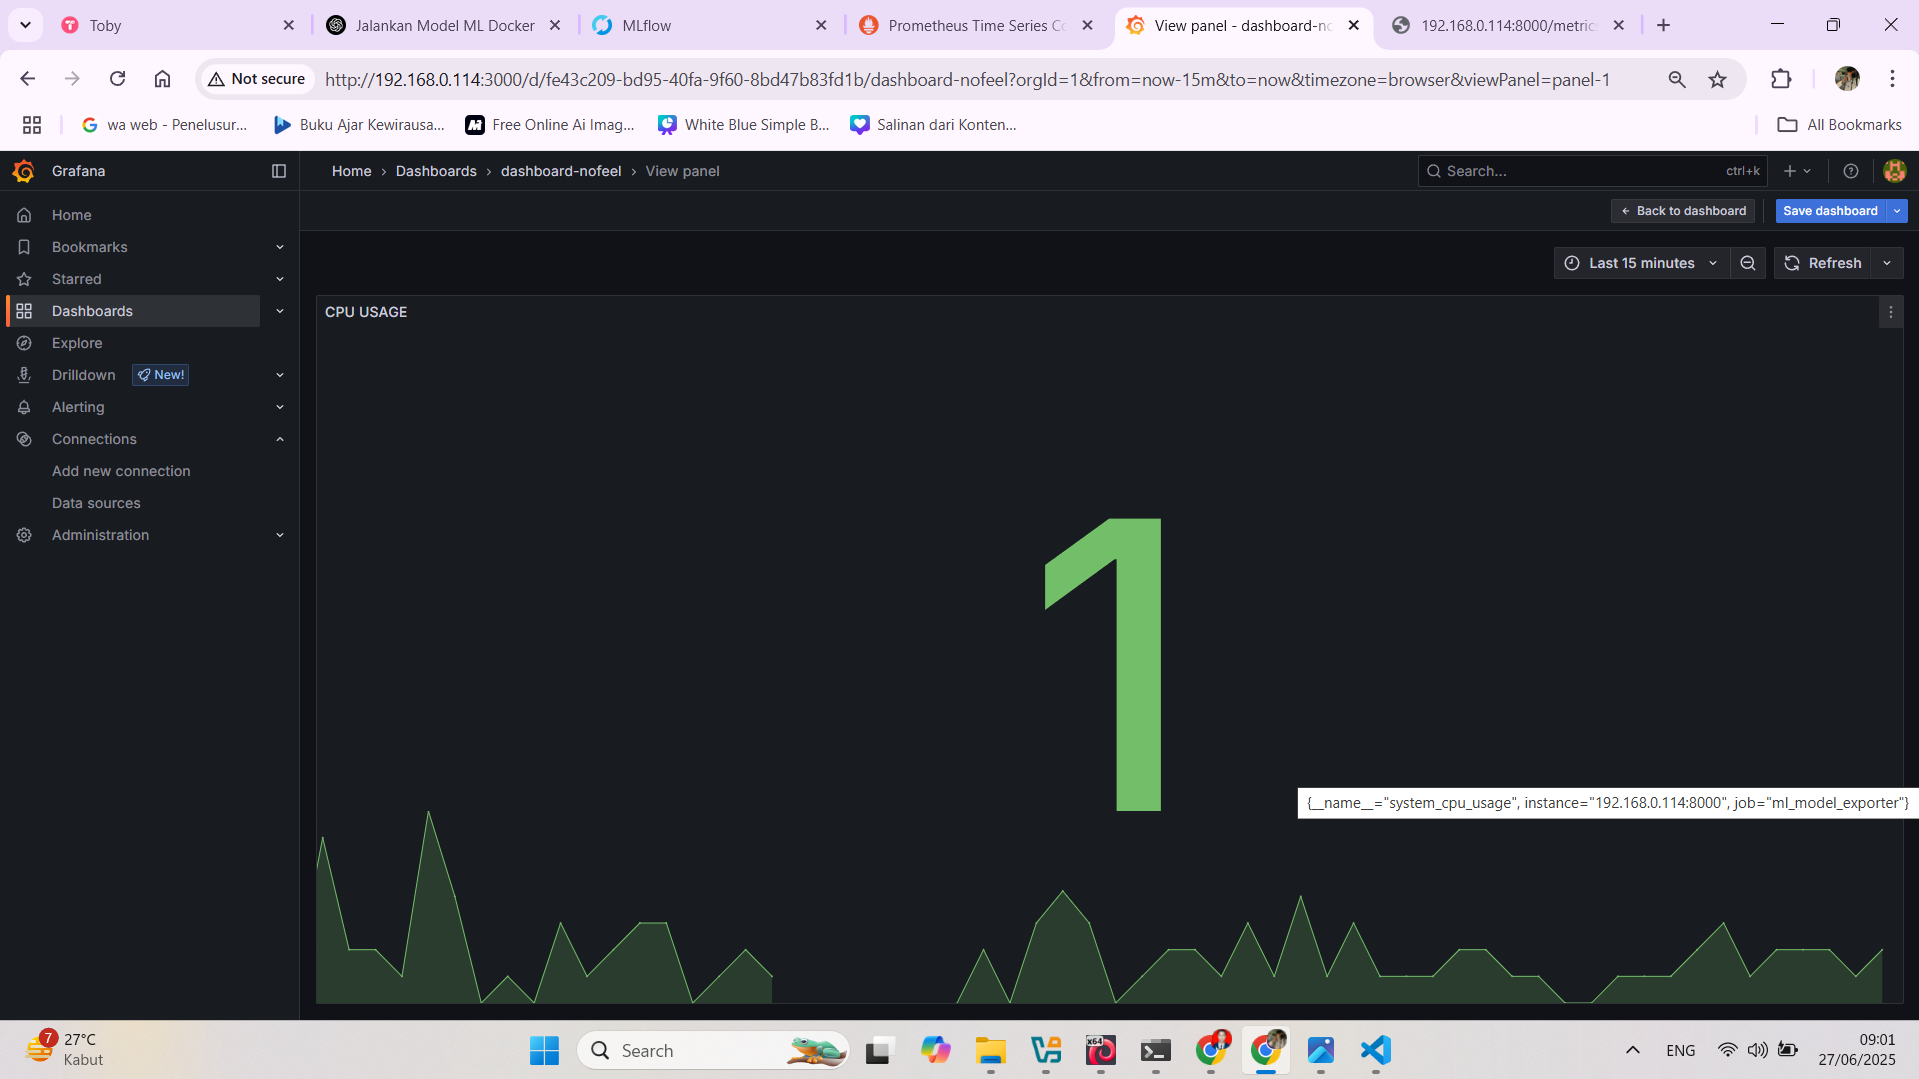 Toby
Jalankan Model ML Docker
MLflow
Prometheus Time Series Co
View panel - dashboard-no
192.168.0.114:8000/metric
Not secure
http://192.168.0.114:3000/d/fe43c209-bd95-40fa-9f60-8bd47b83fd1b/dashboard-nofeel?orgId=1&from=now-15m&to=now&timezone=browser&viewPanel=panel-1
wa web - Penelusur...
Buku Ajar Kewirausa...
Free Online Ai Imag...
White Blue Simple B...
Salinan dari Konten...
All Bookmarks
Grafana
Home › Dashboards › dashboard-nofeel › View panel
Search...
ctrl+k
Back to dashboard
Save dashboard
Home
Bookmarks
Starred
Dashboards
Explore
Drilldown
New!
Alerting
Connections
Add new connection
Data sources
Administration
Last 15 minutes
Refresh
CPU USAGE
1
{__name__="system_cpu_usage", instance="192.168.0.114:8000", job="ml_model_exporter"}
7
27°C
Kabut
Search
x64
ENG
09:01
27/06/2025